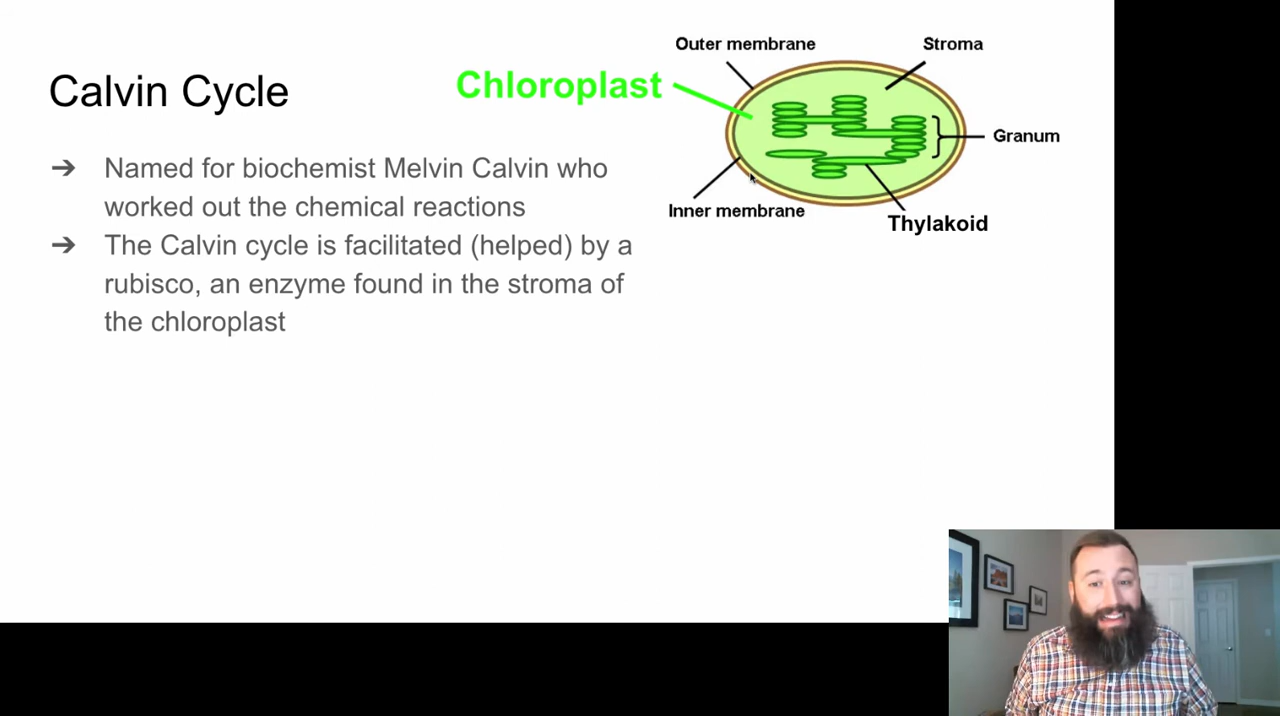 Calvin Cycle
➔ Named for biochemist Melvin Calvin who
worked out the chemical reactions
➔ The Calvin cycle is facilitated (helped) by a
rubisco, an enzyme found in the stroma of
the chloroplast
Chloroplast
Outer membrane
Stroma
Granum
Inner membrane
Thylakoid